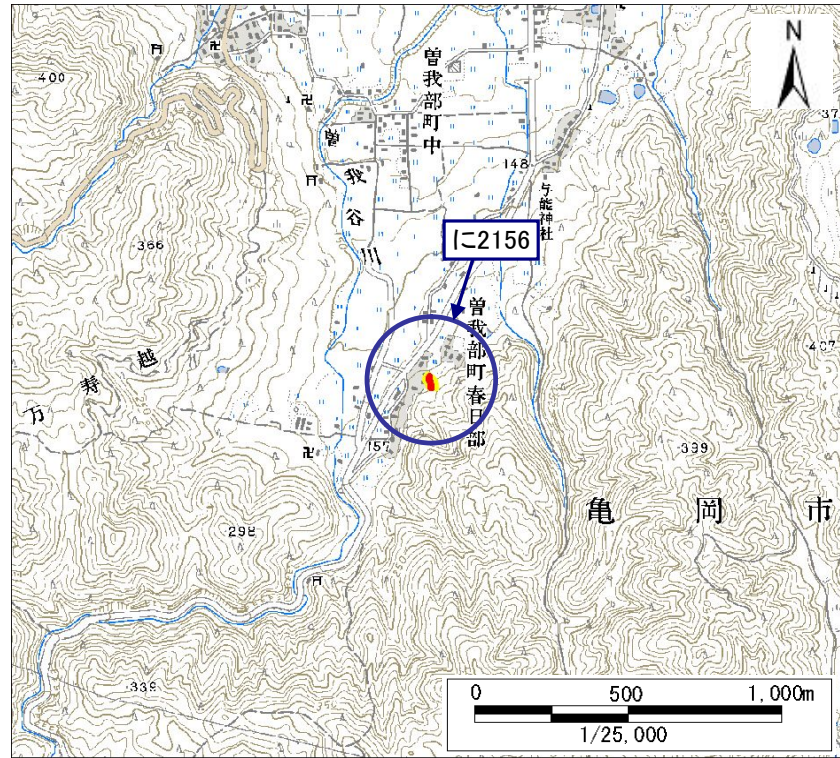 N
400
曽我部町中
曽我谷川
148
与能神社
に2156
366
万寿越
曽我部町春日部
407
157
399
亀岡市
298
339
0 500 1,000m
1/25,000